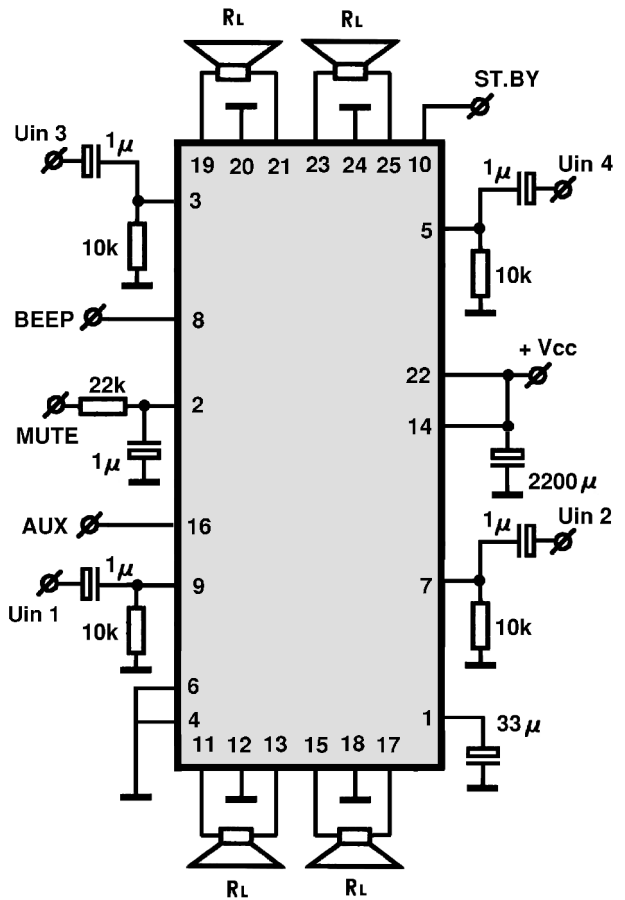 RL RL
ST.BY
Uin 3 1μ
19 20 21 23 24 25 10
1μ Uin 4
3
5
10k
10k
BEEP 8
+ Vcc
22
22k
2
14
MUTE
1μ
2200μ
AUX 16
1μ Uin 2
1μ
9
7
Uin 1
10k
10k
6
4
1
33μ
11 12 13 15 18 17
RL RL